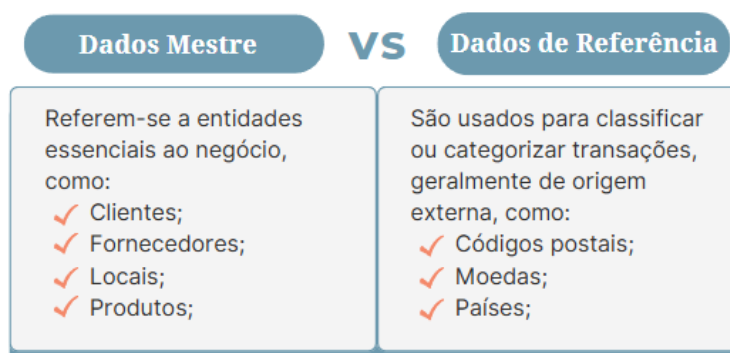 Dados Mestre
VS
Dados de Referência
Referem-se a entidades
essenciais ao negócio,
como:
Clientes;
Fornecedores;
Locais;
Produtos;
São usados para classificar
ou categorizar transações,
geralmente de origem
externa, como:
Códigos postais;
Moedas;
Países;